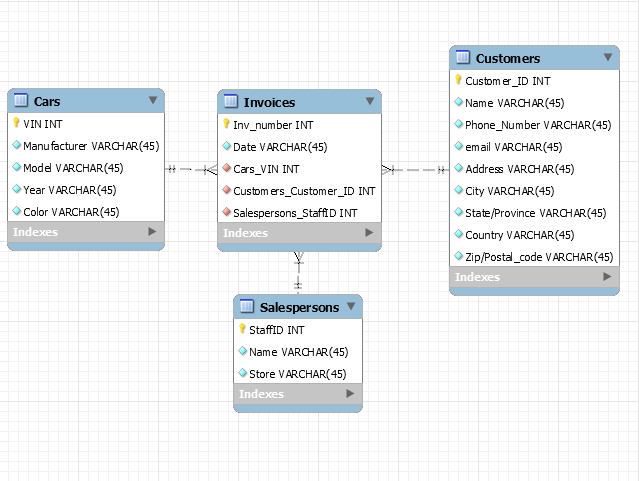 Cars
VIN INT
Manufacturer VARCHAR(45)
Model VARCHAR(45)
Year VARCHAR(45)
Color VARCHAR(45)
Indexes
Invoices
Inv_number INT
Date VARCHAR(45)
Cars_VIN INT
Customers_Customer_ID INT
Salespersons_StaffID INT
Indexes
Customers
Customer_ID INT
Name VARCHAR(45)
Phone_Number VARCHAR(45)
email VARCHAR(45)
Address VARCHAR(45)
City VARCHAR(45)
State/Province VARCHAR(45)
Country VARCHAR(45)
Zip/Postal_code VARCHAR(45)
Indexes
Salespersons
StaffID INT
Name VARCHAR(45)
Store VARCHAR(45)
Indexes